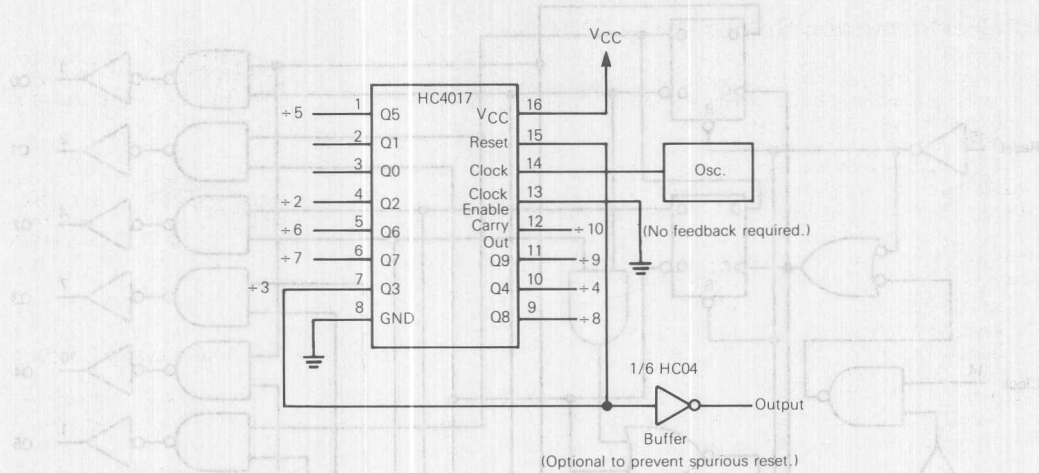 VCC
HC4017
÷5 1 Q5 VCC 16
2 Q1 Reset 15
3 Q0 Clock 14 Osc.
÷2 4 Q2 Clock Enable 13
÷6 5 Q6 Carry Out 12 ÷10 (No feedback required.)
÷7 6 Q7 Q9 11 ÷9
÷3 7 Q3 Q4 10 ÷4
8 GND Q8 9 ÷8
1/6 HC04
Output
Buffer
(Optional to prevent spurious reset.)